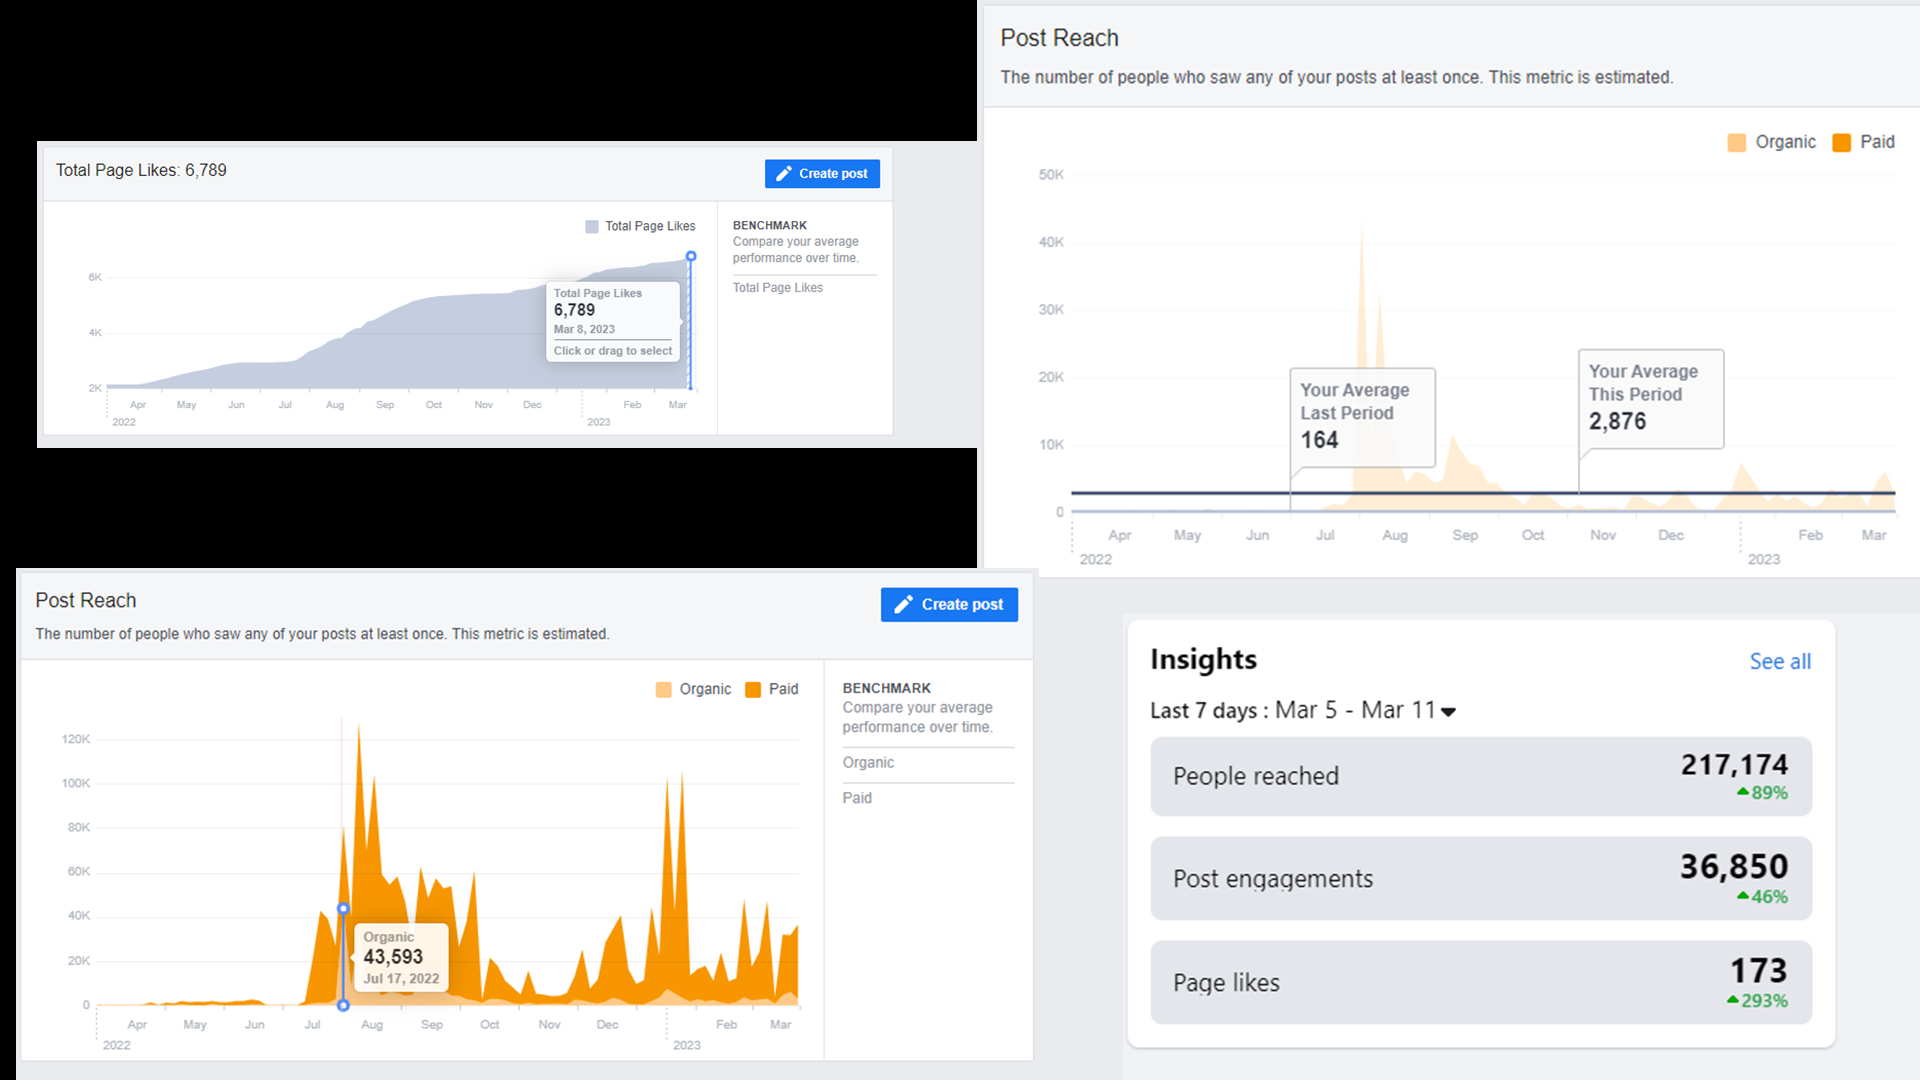 Total Page Likes: 6,789
Create post
Total Page Likes
BENCHMARK
Compare your average
performance over time.
Total Page Likes
6K
4K
2K
Total Page Likes
6,789
Mar 8, 2023
Click or drag to select
Apr May Jun Jul Aug Sep Oct Nov Dec Feb Mar
2022 2023
Post Reach
The number of people who saw any of your posts at least once. This metric is estimated.
Organic Paid
50K
40K
30K
20K
10K
0
Your Average
Last Period
164
Your Average
This Period
2,876
Apr May Jun Jul Aug Sep Oct Nov Dec Feb Mar
2022 2023
Post Reach
Create post
The number of people who saw any of your posts at least once. This metric is estimated.
Organic Paid
BENCHMARK
Compare your average
performance over time.
Organic
Paid
120K
100K
80K
60K
40K
20K
0
Organic
43,593
Jul 17, 2022
Apr May Jun Jul Aug Sep Oct Nov Dec Feb Mar
2022 2023
Insights
See all
Last 7 days : Mar 5 - Mar 11
People reached
217,174
89%
Post engagements
36,850
46%
Page likes
173
293%